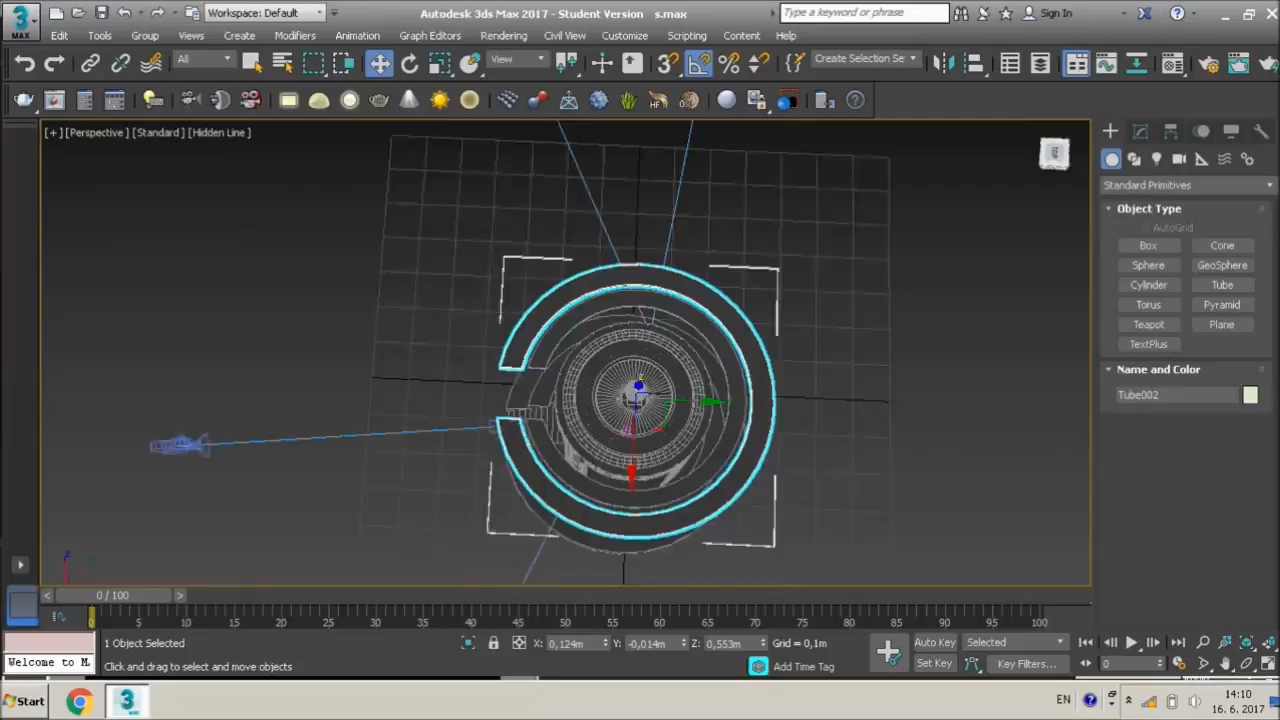 Workspace: Default
Autodesk 3ds Max 2017 - Student Version s.max
Type a keyword or phrase
Sign In
MAX
Edit Tools Group Views Create Modifiers Animation Graph Editors Rendering Civil View Customize Scripting Content Help
All
View
3
Create Selection Se
HF
[+] [Perspective] [Standard] [Hidden Line]
TOP
Standard Primitives
Object Type
AutoGrid
Box Cone
Sphere GeoSphere
Cylinder Tube
Torus Pyramid
Teapot Plane
TextPlus
Name and Color
Tube002
z
0 / 100
0 5 10 15 20 25 30 35 40 45 50 55 60 65 70 75 80 85 90 95 100
1 Object Selected
X: 0,124m Y: -0,014m Z: 0,553m Grid = 0,1m
Auto Key Selected
Welcome to M
Click and drag to select and move objects
Add Time Tag
Set Key Key Filters...
0
Start
EN
14:10
16. 6. 2017